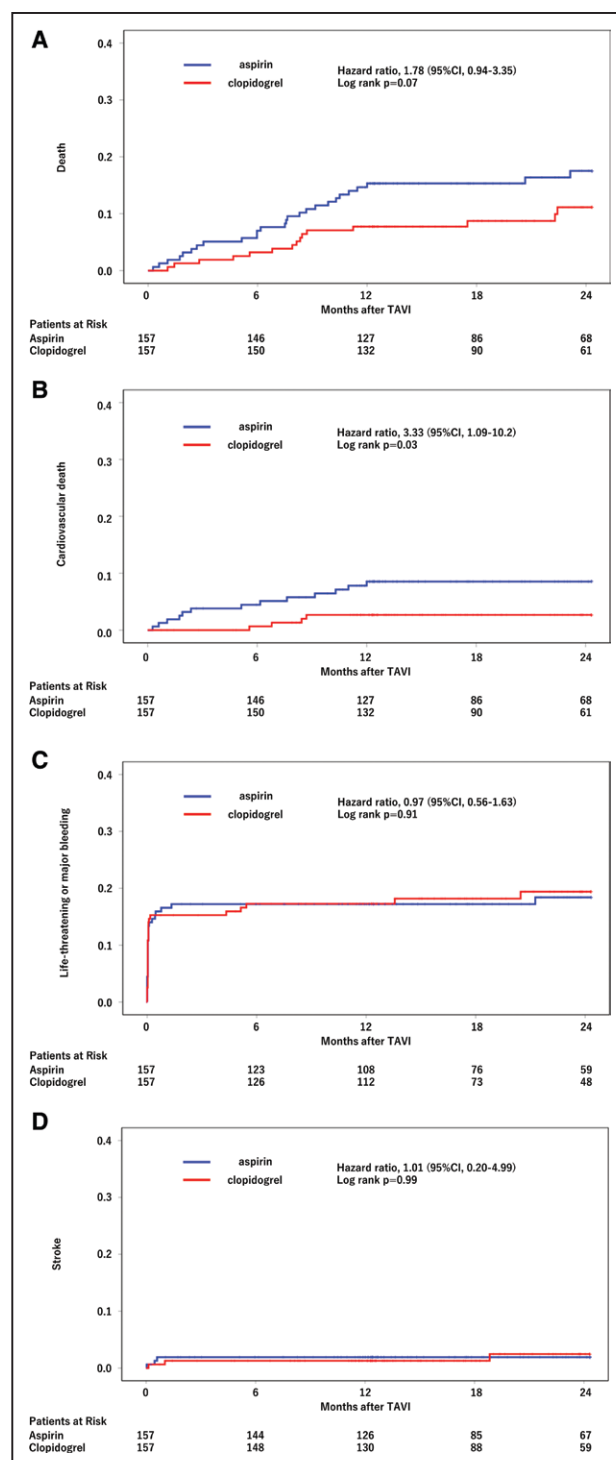 A
0.4
aspirin
Hazard ratio, 1.78 (95%CI, 0.94-3.35)
clopidogrel
Log rank p=0.07
0.3
Death
0.2
0.1
0.0
0 6 12 18 24
Months after TAVI
Patients at Risk
Aspirin 157 146 127 86 68
Clopidogrel 157 150 132 90 61
B
0.4
aspirin
Hazard ratio, 3.33 (95%CI, 1.09-10.2)
clopidogrel
Log rank p=0.03
0.3
Cardiovascular death
0.2
0.1
0.0
0 6 12 18 24
Months after TAVI
Patients at Risk
Aspirin 157 146 127 86 68
Clopidogrel 157 150 132 90 61
C
0.4
aspirin
Hazard ratio, 0.97 (95%CI, 0.56-1.63)
clopidogrel
Log rank p=0.91
0.3
Life-threatening or major bleeding
0.2
0.1
0.0
0 6 12 18 24
Months after TAVI
Patients at Risk
Aspirin 157 123 108 76 59
Clopidogrel 157 126 112 73 48
D
0.4
aspirin
Hazard ratio, 1.01 (95%CI, 0.20-4.99)
clopidogrel
Log rank p=0.99
0.3
Stroke
0.2
0.1
0.0
0 6 12 18 24
Months after TAVI
Patients at Risk
Aspirin 157 144 126 85 67
Clopidogrel 157 148 130 88 59